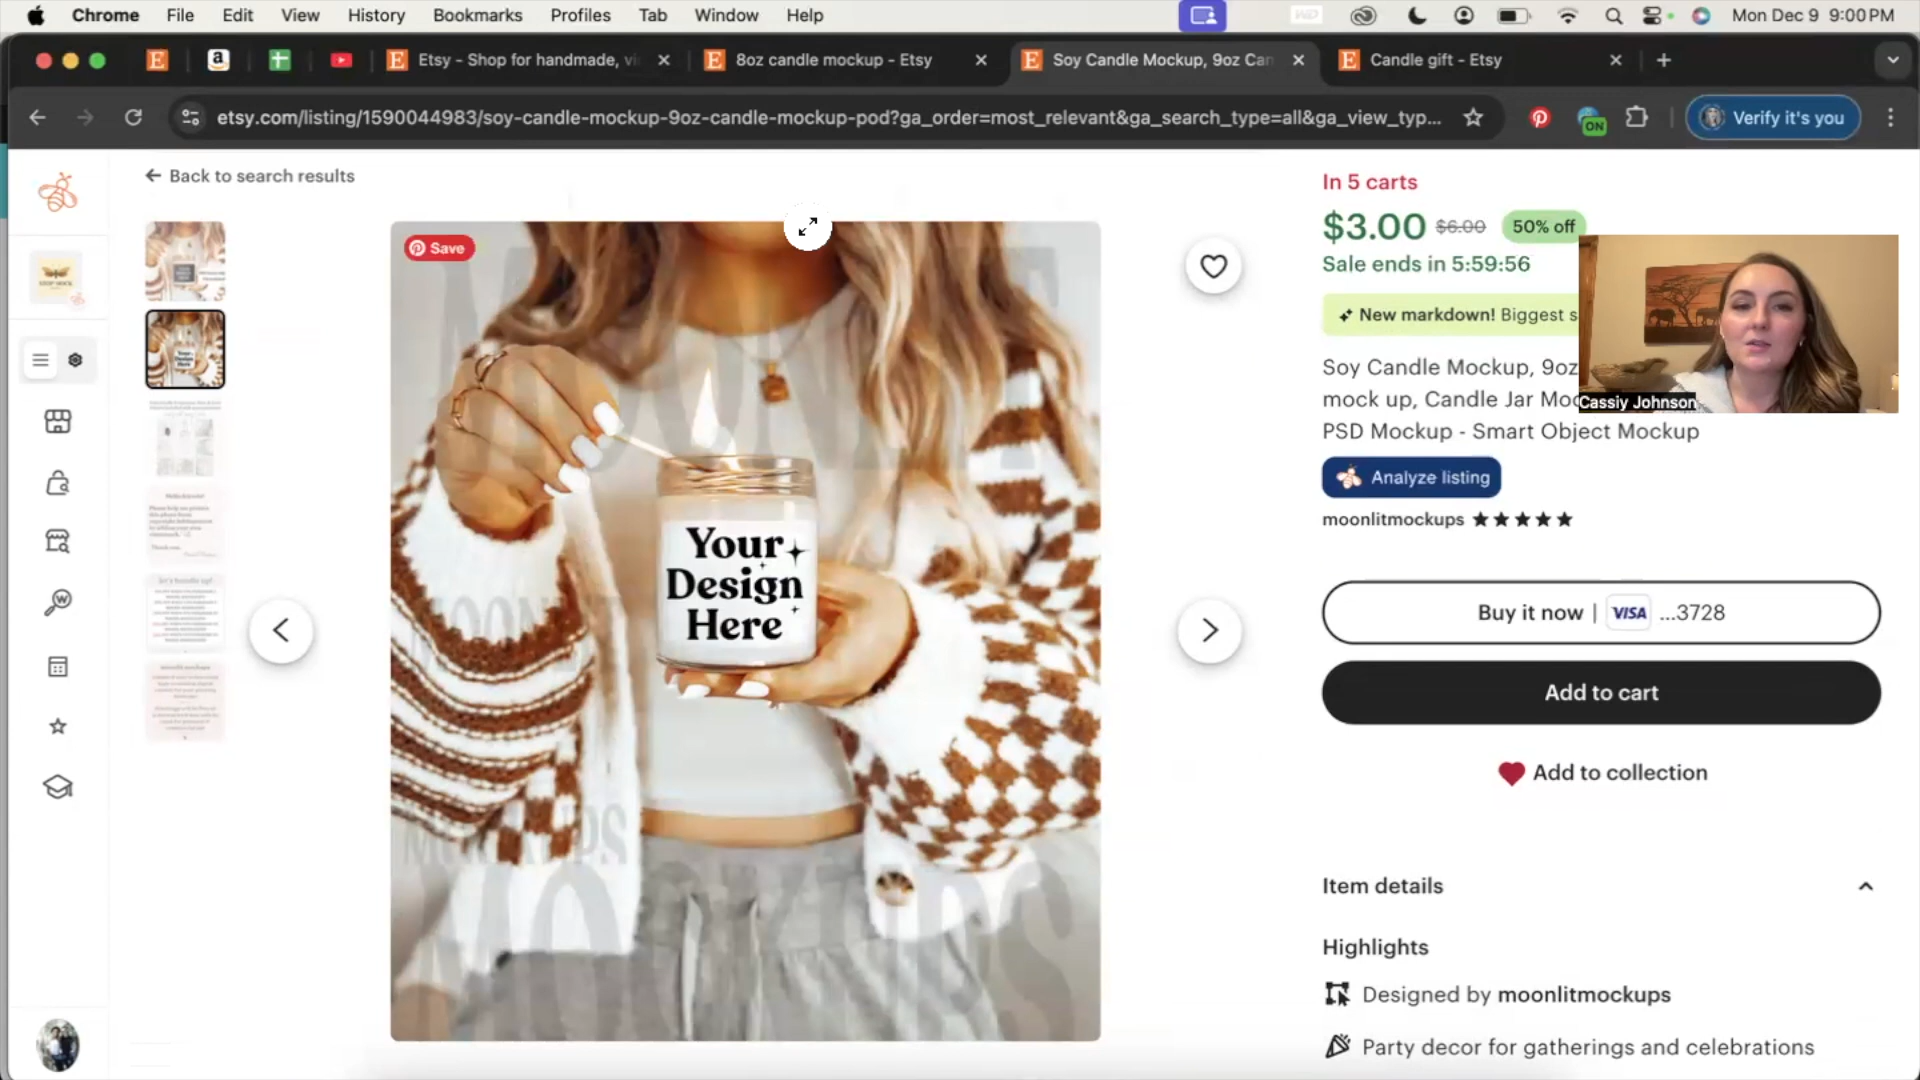 Chrome File Edit View History Bookmarks Profiles Tab Window Help
Mon Dec 9 9:00 PM
Etsy - Shop for handmade, vi
8oz candle mockup - Etsy
Soy Candle Mockup, 9oz Can
Candle gift - Etsy
etsy.com/listing/1590044983/soy-candle-mockup-9oz-candle-mockup-pod?ga_order=most_relevant&ga_search_type=all&ga_view_typ...
ON
Verify it's you
Back to search results
Save
Your
Design
Here
MOCKUPS
In 5 carts
$3.00 $6.00 50% off
Sale ends in 5:59:56
New markdown! Biggest s
Soy Candle Mockup, 9oz
mock up, Candle Jar Moc
PSD Mockup - Smart Object Mockup
Cassiy Johnson
Analyze listing
moonlitmockups
Buy it now | VISA ...3728
Add to cart
Add to collection
Item details
Highlights
Designed by moonlitmockups
Party decor for gatherings and celebrations